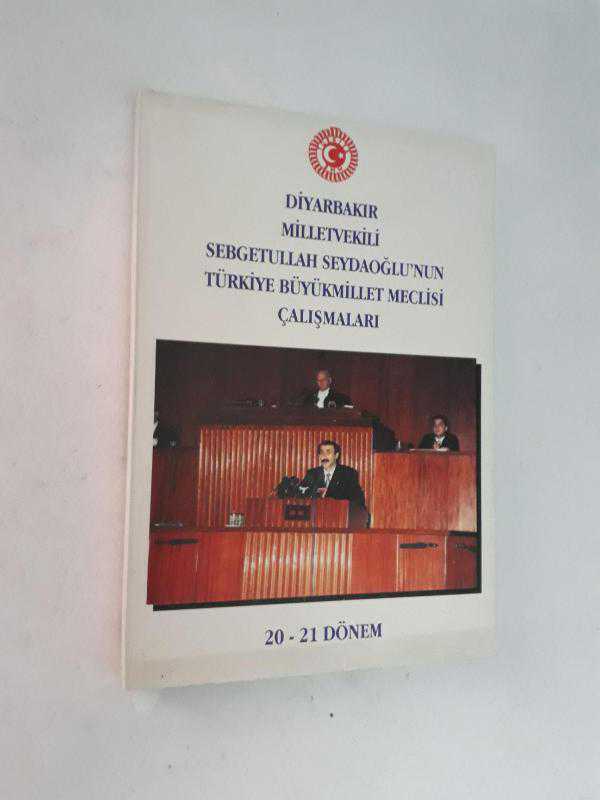 DİYARBAKIR
MİLLETVEKİLİ
SEBGETULLAH SEYDAOĞLU'NUN
TÜRKİYE BÜYÜKMİLLET MECLİSİ
ÇALIŞMALARI
20 - 21 DÖNEM